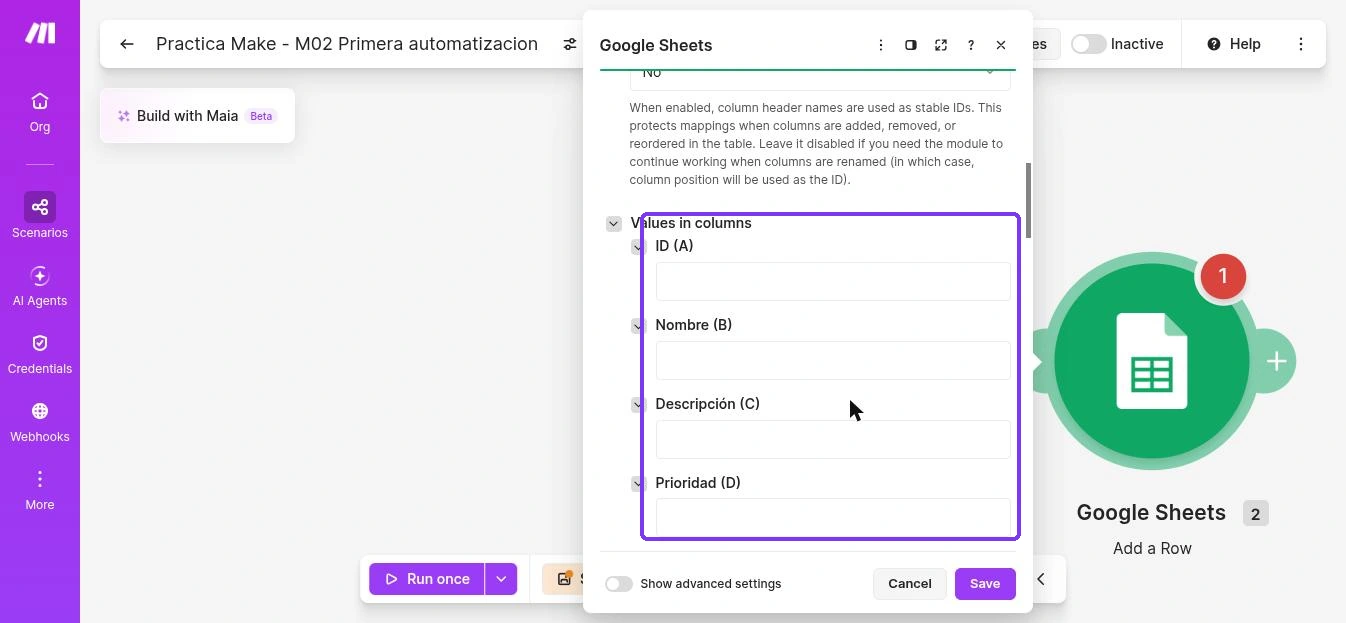 Practica Make - M02 Primera automatizacion
Google Sheets
?
es
Inactive
Help
Build with Maia
Beta
Org
Scenarios
AI Agents
Credentials
Webhooks
More
No
When enabled, column header names are used as stable IDs. This
protects mappings when columns are added, removed, or
reordered in the table. Leave it disabled if you need the module to
continue working when columns are renamed (in which case,
column position will be used as the ID).
Values in columns
ID (A)
Nombre (B)
Descripción (C)
Prioridad (D)
1
Google Sheets
2
Add a Row
Run once
Show advanced settings
Cancel
Save